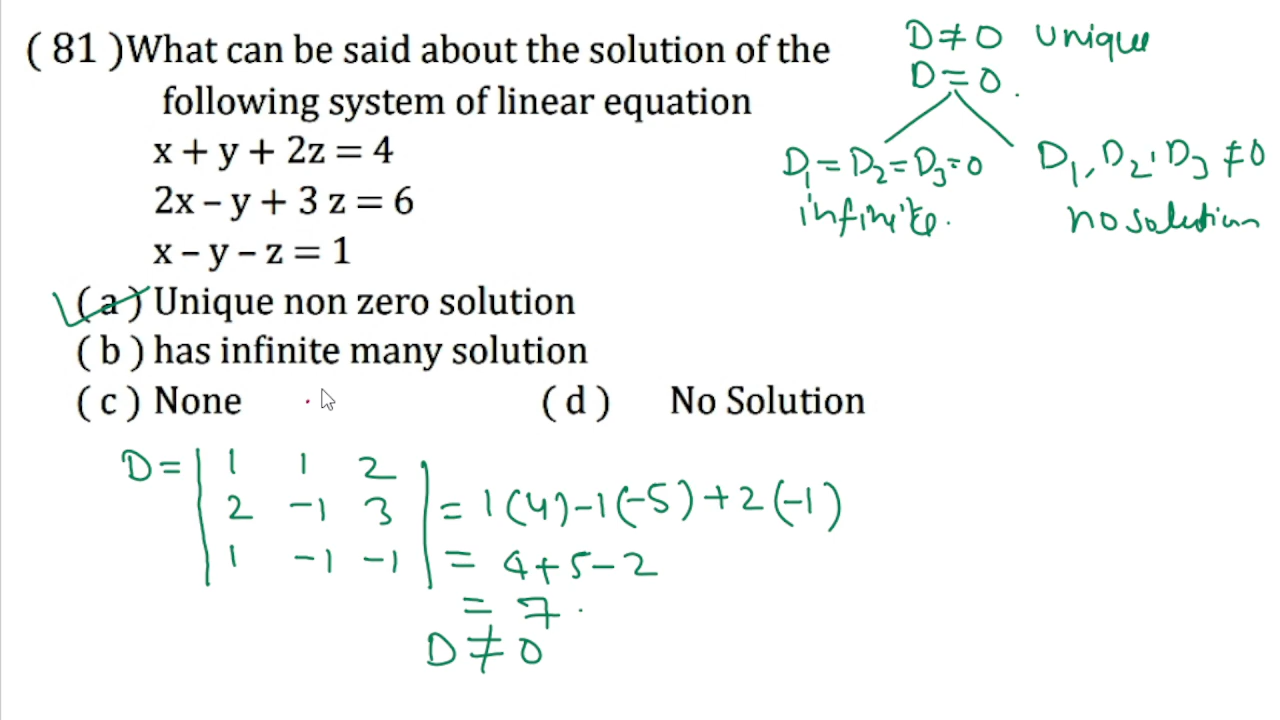 ( 81 )What can be said about the solution of the
following system of linear equation
x + y + 2z = 4
2x – y + 3 z = 6
x – y – z = 1
( a ) Unique non zero solution
( b ) has infinite many solution
( c ) None ( d ) No Solution
D ≠ 0 unique
D = 0.
D₁ = D₂ = D₃ = 0 D₁, D₂, D₃ ≠ 0
infinite. no solution
D = | 1 1 2 |
| 2 -1 3 | = 1(4)-1(-5)+2(-1)
| 1 -1 -1 | = 4+5-2
= 7.
D ≠ 0